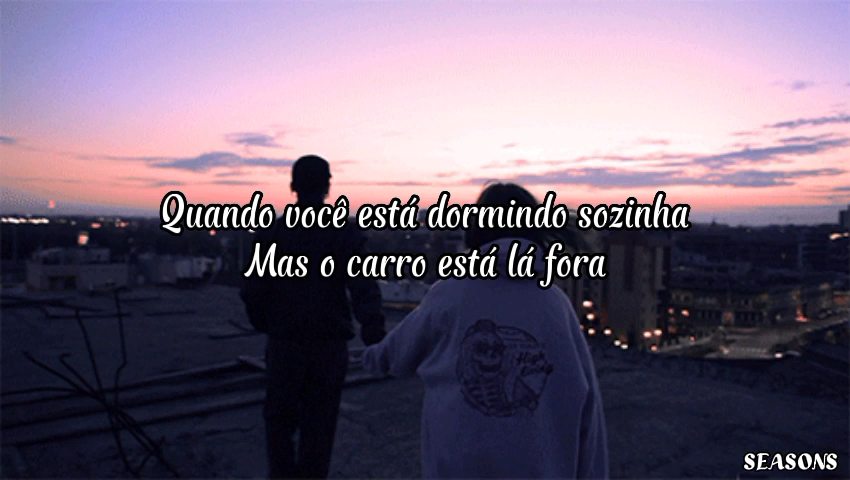 Quando você está dormindo sozinha
Mas o carro está lá fora
SEASONS